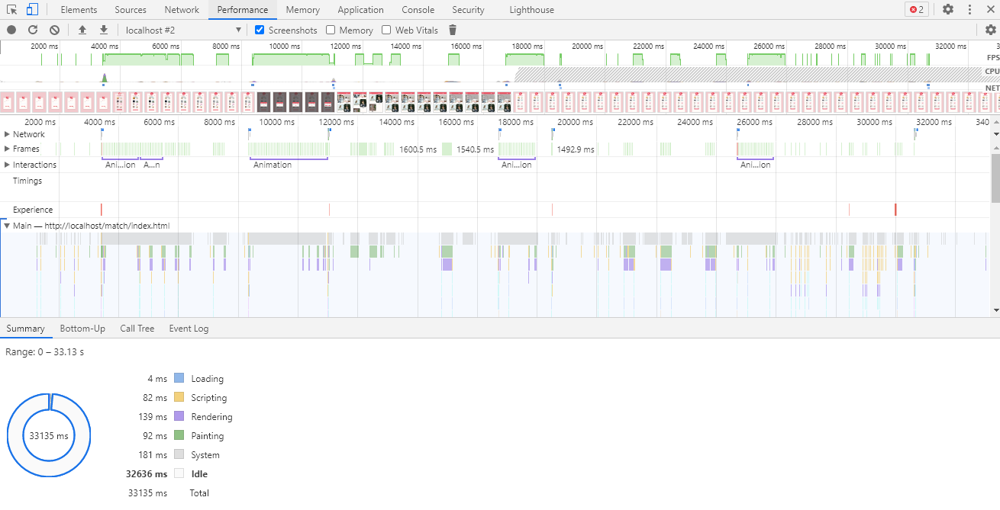 Elements Sources Network Performance Memory Application Console Security Lighthouse 2
localhost #2 Screenshots Memory Web Vitals
2000 ms 4000 ms 6000 ms 8000 ms 10000 ms 12000 ms 14000 ms 16000 ms 18000 ms 20000 ms 22000 ms 24000 ms 26000 ms 28000 ms 30000 ms 32000 ms
FPS
CPU
NET
2000 ms 4000 ms 6000 ms 8000 ms 10000 ms 12000 ms 14000 ms 16000 ms 18000 ms 20000 ms 22000 ms 24000 ms 26000 ms 28000 ms 30000 ms 32000 ms
Network
Frames 1600.5 ms 1540.5 ms 1492.9 ms
Interactions Ani...ion A...n Animation Ani...ion Ani...ion
Timings
Experience
Main — http://localhost/match/index.html
Summary Bottom-Up Call Tree Event Log
Range: 0 – 33.13 s
4 ms Loading
82 ms Scripting
139 ms Rendering
33135 ms 92 ms Painting
181 ms System
32636 ms Idle
33135 ms Total